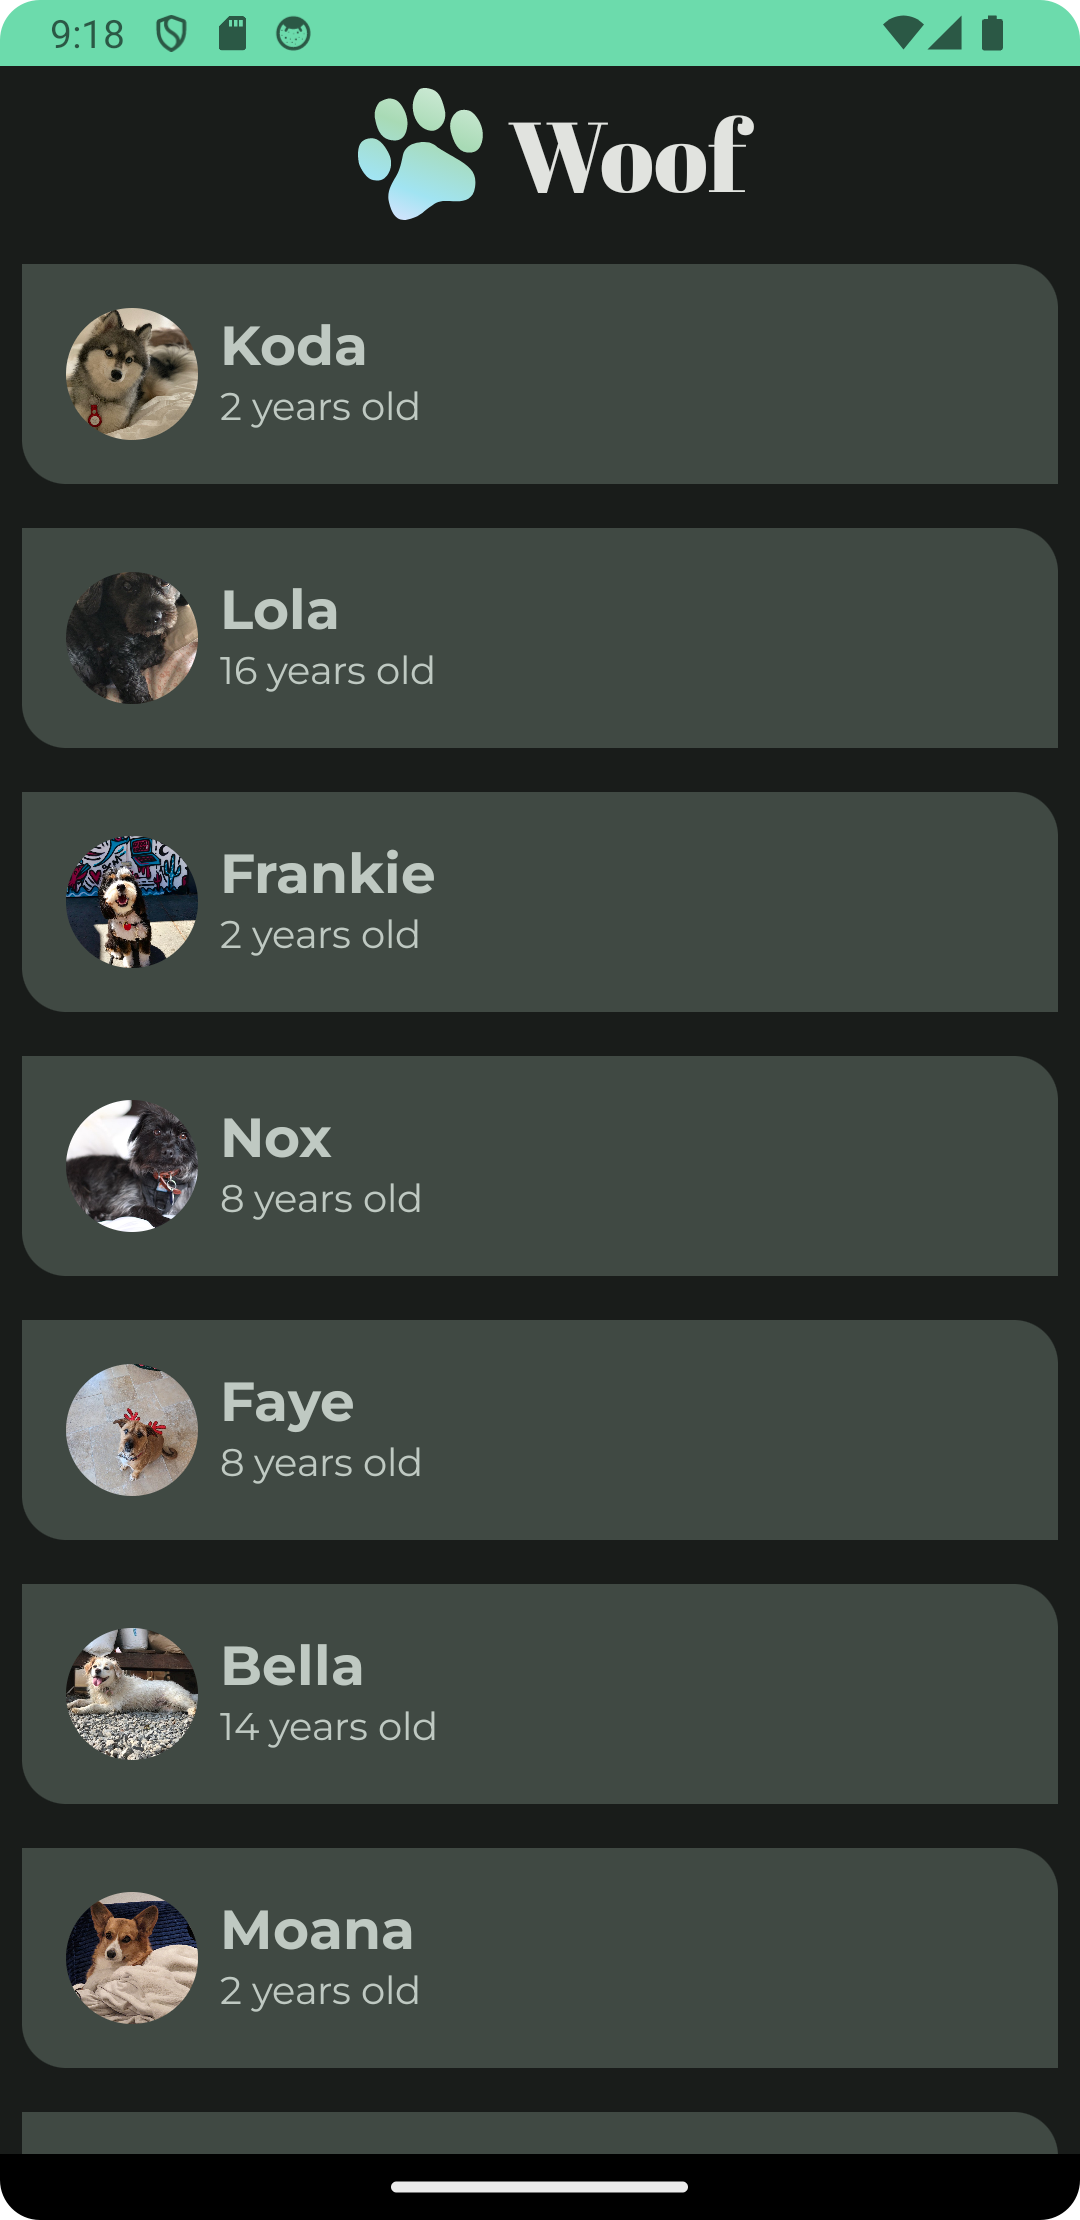 9:18
Woof
Koda
2 years old
Lola
16 years old
Frankie
2 years old
Nox
8 years old
Faye
8 years old
Bella
14 years old
Moana
2 years old